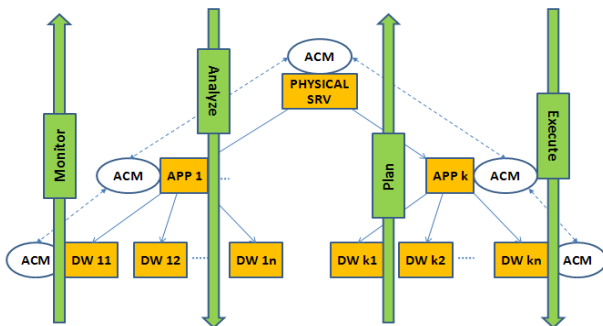 ACM
PHYSICAL
SRV
Analyze
Monitor
Execute
Plan
ACM
APP 1
....
APP k
ACM
ACM
DW 11
DW 12
.....
DW 1n
DW k1
DW k2
.....
DW kn
ACM